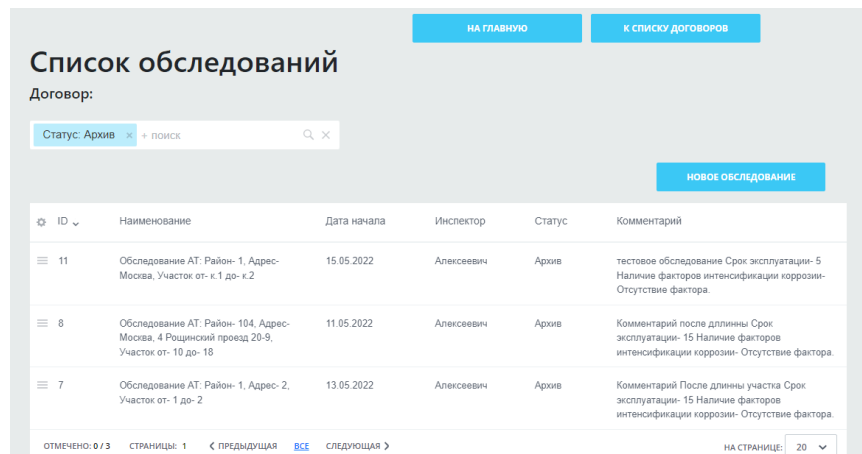 НА ГЛАВНУЮ К СПИСКУ ДОГОВОРОВ
Список обследований
Договор:
Статус: Архив × + поиск
НОВОЕ ОБСЛЕДОВАНИЕ
ID Наименование Дата начала Инспектор Статус Комментарий
11 Обследование АТ: Район- 1, Адрес- 15.05.2022 Алексеевич Архив тестовое обследование Срок эксплуатации- 5
Москва, Участок от- к.1 до- к.2 Наличие факторов интенсификации коррозии-
Отсутствие фактора.
8 Обследование АТ: Район- 104, Адрес- 11.05.2022 Алексеевич Архив Комментарий после дллинны Срок
Москва, 4 Рощинский проезд 20-9, эксплуатации- 15 Наличие факторов
Участок от- 10 до- 18 интенсификации коррозии- Отсутствие фактора.
7 Обследование АТ: Район- 1, Адрес- 2, 13.05.2022 Алексеевич Архив Комментарий После длинны участка Срок
Участок от- 1 до- 2 эксплуатации- 15 Наличие факторов
интенсификации коррозии- Отсутствие фактора.
ОТМЕЧЕНО: 0 / 3 СТРАНИЦЫ: 1 ПРЕДЫДУЩАЯ ВСЕ СЛЕДУЮЩАЯ НА СТРАНИЦЕ: 20